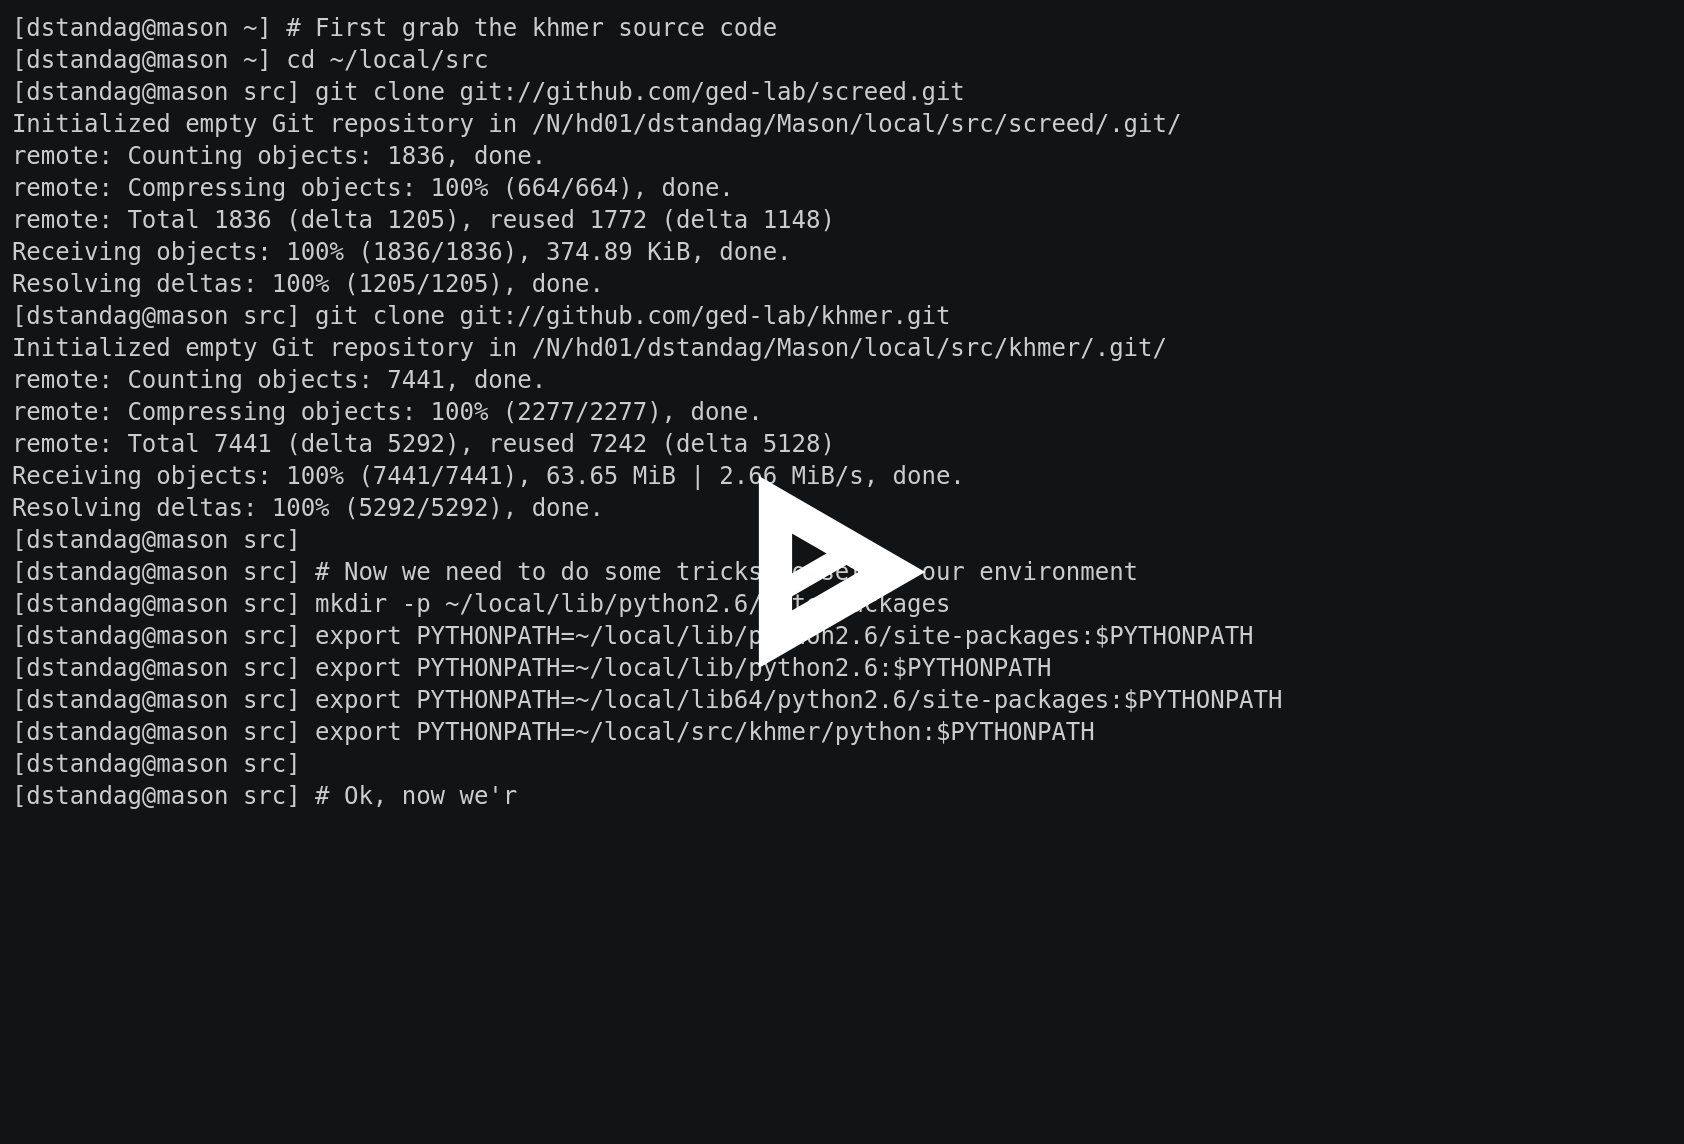 [dstandag@mason ~] # First grab the khmer source code
[dstandag@mason ~] cd ~/local/src
[dstandag@mason src] git clone git://github.com/ged-lab/screed.git
Initialized empty Git repository in /N/hd01/dstandag/Mason/local/src/screed/.git/
remote: Counting objects: 1836, done.
remote: Compressing objects: 100% (664/664), done.
remote: Total 1836 (delta 1205), reused 1772 (delta 1148)
Receiving objects: 100% (1836/1836), 374.89 KiB, done.
Resolving deltas: 100% (1205/1205), done.
[dstandag@mason src] git clone git://github.com/ged-lab/khmer.git
Initialized empty Git repository in /N/hd01/dstandag/Mason/local/src/khmer/.git/
remote: Counting objects: 7441, done.
remote: Compressing objects: 100% (2277/2277), done.
remote: Total 7441 (delta 5292), reused 7242 (delta 5128)
Receiving objects: 100% (7441/7441), 63.65 MiB | 2.66 MiB/s, done.
Resolving deltas: 100% (5292/5292), done.
[dstandag@mason src]
[dstandag@mason src] # Now we need to do some tricks our environment
[dstandag@mason src] mkdir -p ~/local/lib/python2.6/site-packages
[dstandag@mason src] export PYTHONPATH=~/local/lib/python2.6/site-packages:$PYTHONPATH
[dstandag@mason src] export PYTHONPATH=~/local/lib/python2.6:$PYTHONPATH
[dstandag@mason src] export PYTHONPATH=~/local/lib64/python2.6/site-packages:$PYTHONPATH
[dstandag@mason src] export PYTHONPATH=~/local/src/khmer/python:$PYTHONPATH
[dstandag@mason src]
[dstandag@mason src] # Ok, now we'r